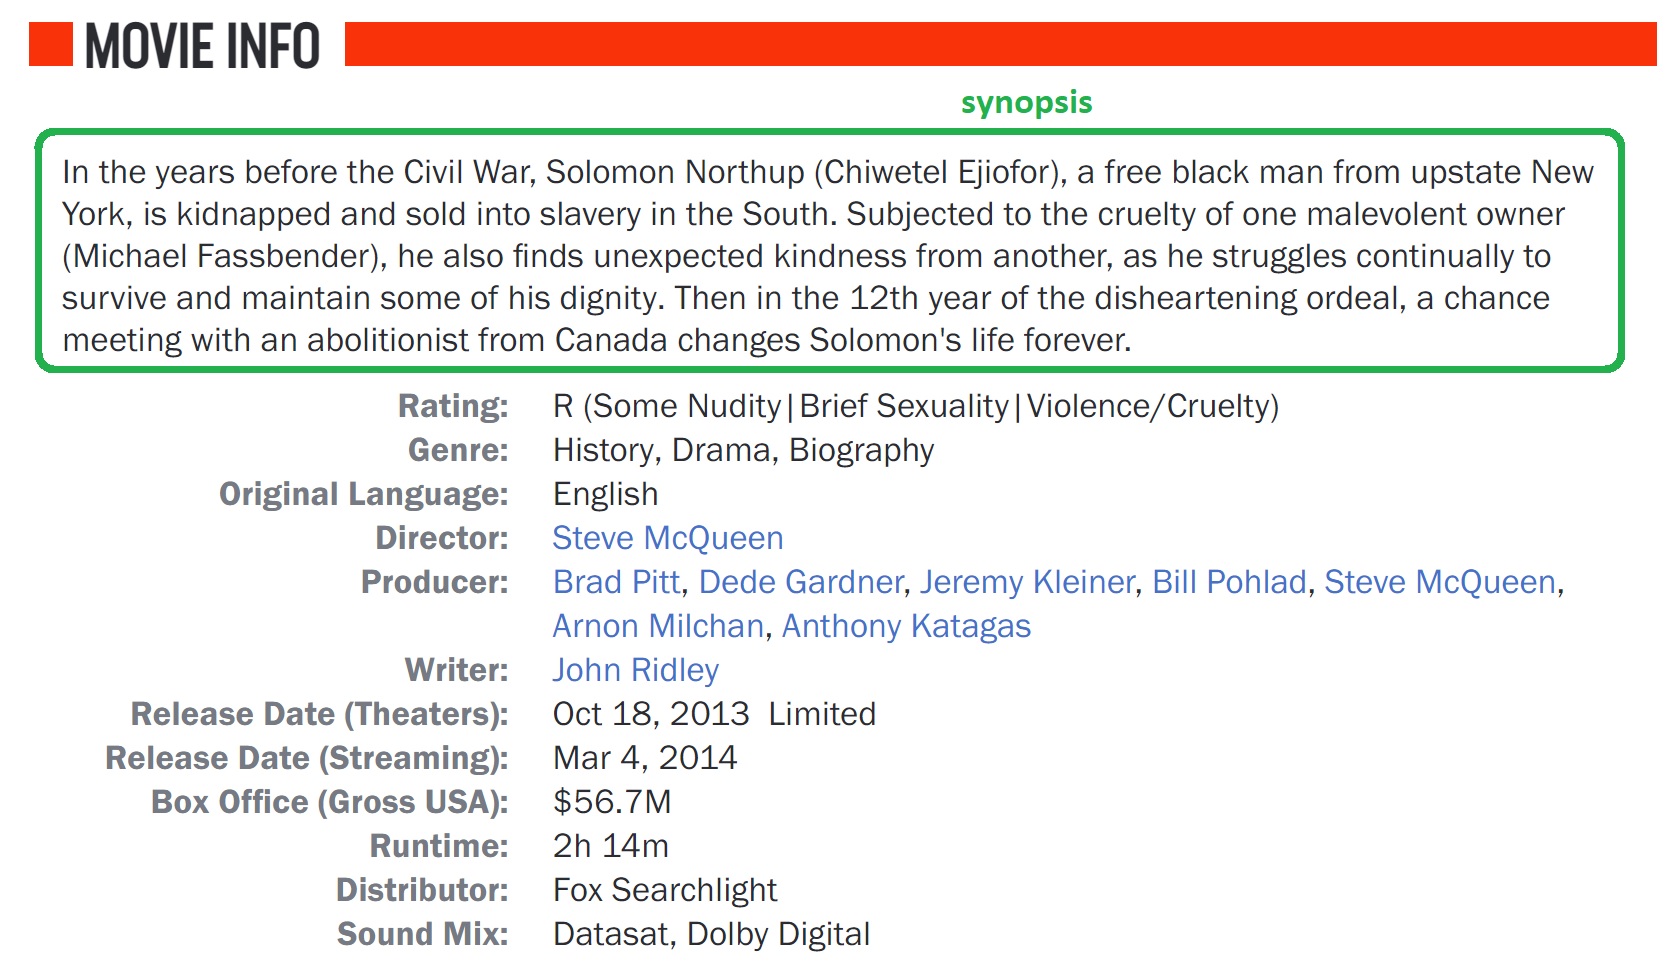 MOVIE INFO
synopsis
In the years before the Civil War, Solomon Northup (Chiwetel Ejiofor), a free black man from upstate New
York, is kidnapped and sold into slavery in the South. Subjected to the cruelty of one malevolent owner
(Michael Fassbender), he also finds unexpected kindness from another, as he struggles continually to
survive and maintain some of his dignity. Then in the 12th year of the disheartening ordeal, a chance
meeting with an abolitionist from Canada changes Solomon's life forever.
Rating: R (Some Nudity|Brief Sexuality|Violence/Cruelty)
Genre: History, Drama, Biography
Original Language: English
Director: Steve McQueen
Producer: Brad Pitt, Dede Gardner, Jeremy Kleiner, Bill Pohlad, Steve McQueen,
Arnon Milchan, Anthony Katagas
Writer: John Ridley
Release Date (Theaters): Oct 18, 2013 Limited
Release Date (Streaming): Mar 4, 2014
Box Office (Gross USA): $56.7M
Runtime: 2h 14m
Distributor: Fox Searchlight
Sound Mix: Datasat, Dolby Digital